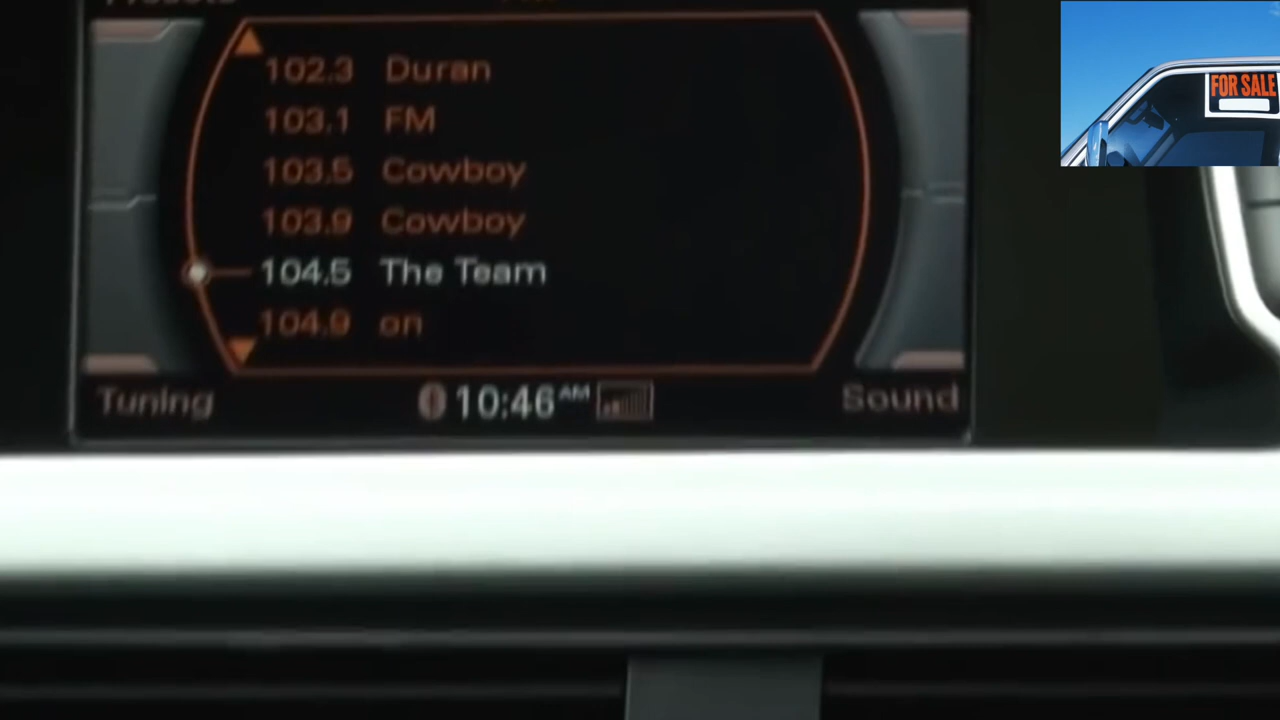 102.3 Duran
103.1 FM
103.5 Cowboy
103.9 Cowboy
104.5 The Team
104.9 on
Tuning
10:46 AM
Sound
FOR SALE